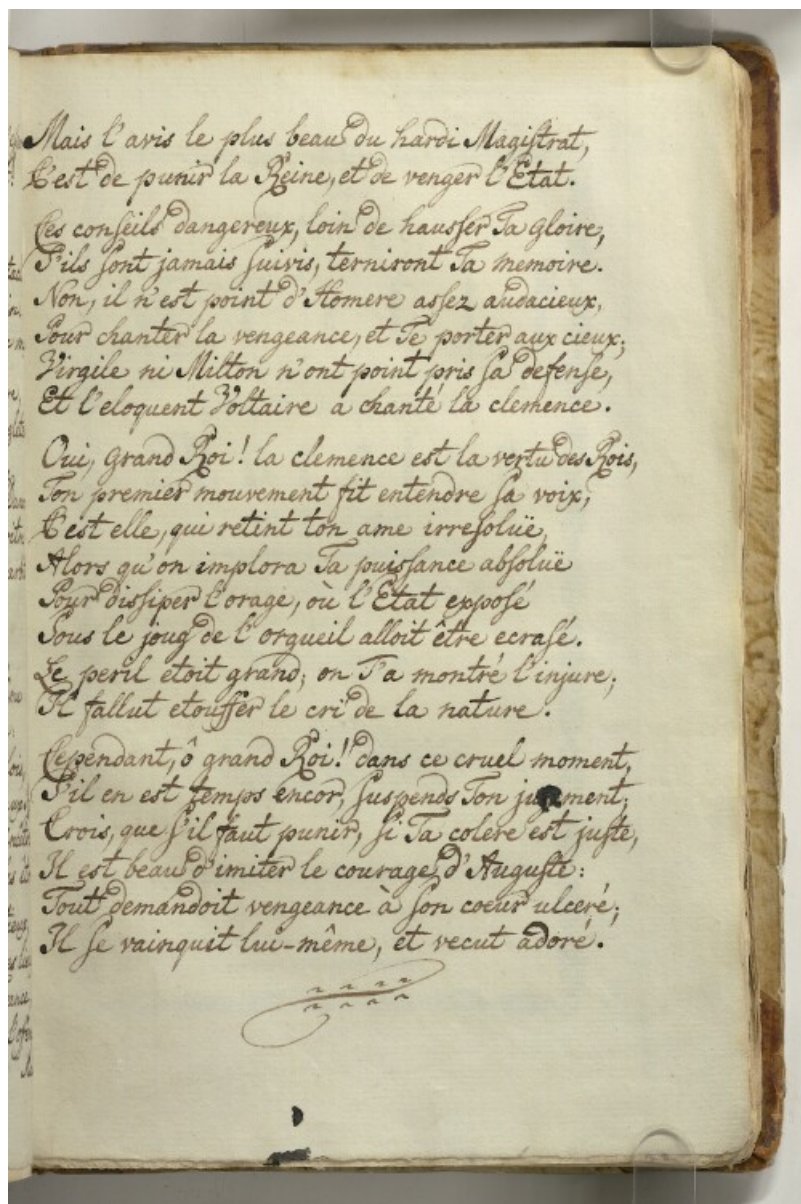 Mais l'avis le plus beau du hardi Magistrat,
C'est de punir la Reine, et de venger l'Etat.
Ces conseils dangereux, loin de hausser Ta gloire,
S'ils sont jamais suivis, terniront Ta memoire.
Non, il n'est point d'Homere assez audacieux,
Pour chanter la vengeance, et Te porter aux cieux;
Virgile ni Milton n'ont point pris sa defense,
Et l'eloquent Voltaire a chanté la clemence.
Oui, grand Roi! la clemence est la vertu des Rois,
Ton premier mouvement fit entendre sa voix;
C'est elle, qui retint ton ame irresoluë,
Alors qu'on implora Ta puissance absoluë
Pour dissiper l'orage, où l'Etat exposé
Sous le joug de l'orgueil alloit être ecrasé.
Le peril etoit grand; on T'a montré l'injure;
Il fallut etouffer le cri de la nature.
Cependant, ô grand Roi! dans ce cruel moment,
S'il en est temps encor, suspends Ton jugement;
Crois, que s'il faut punir, si Ta colere est juste,
Il est beau d'imiter le courage d'Auguste:
Tout demandoit vengeance à son coeur ulceré;
Il se vainquit lui-même, et vecut adoré.